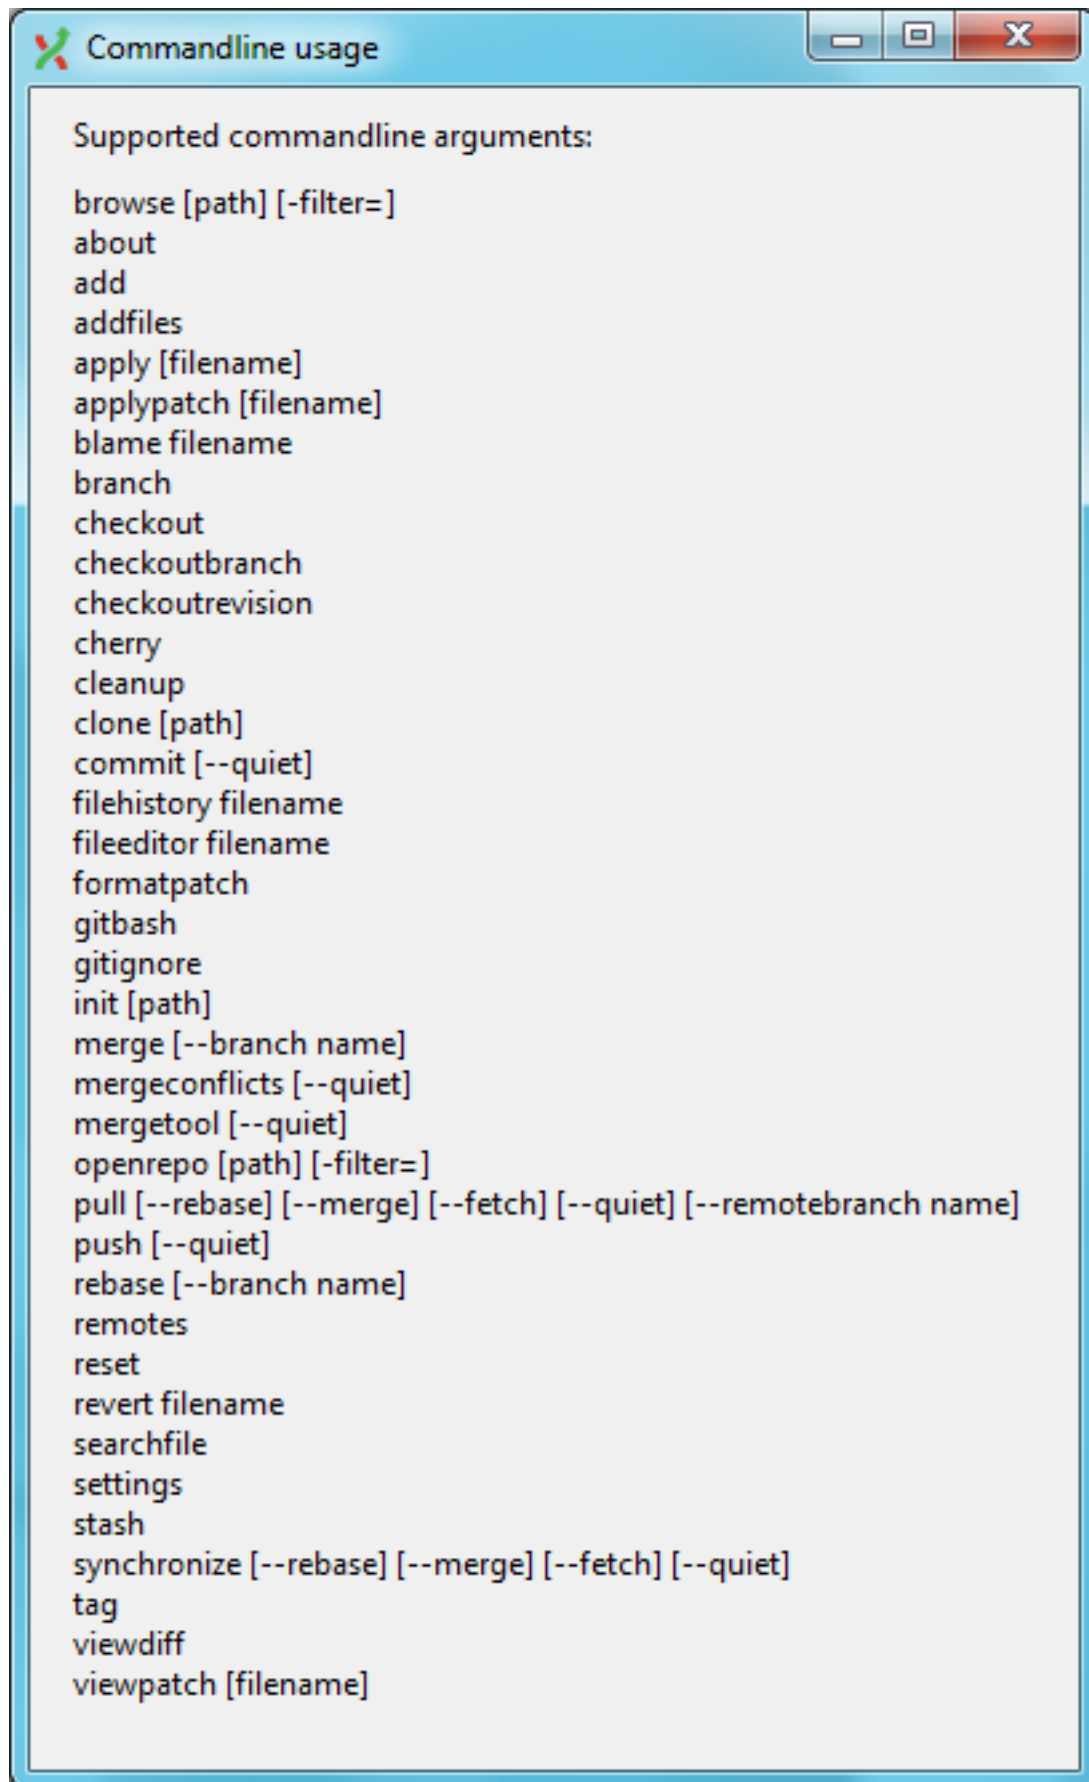 Commandline usage
Supported commandline arguments:
browse [path] [-filter=]
about
add
addfiles
apply [filename]
applypatch [filename]
blame filename
branch
checkout
checkoutbranch
checkoutrevision
cherry
cleanup
clone [path]
commit [--quiet]
filehistory filename
fileeditor filename
formatpatch
gitbash
gitignore
init [path]
merge [--branch name]
mergeconflicts [--quiet]
mergetool [--quiet]
openrepo [path] [-filter=]
pull [--rebase] [--merge] [--fetch] [--quiet] [--remotebranch name]
push [--quiet]
rebase [--branch name]
remotes
reset
revert filename
searchfile
settings
stash
synchronize [--rebase] [--merge] [--fetch] [--quiet]
tag
viewdiff
viewpatch [filename]